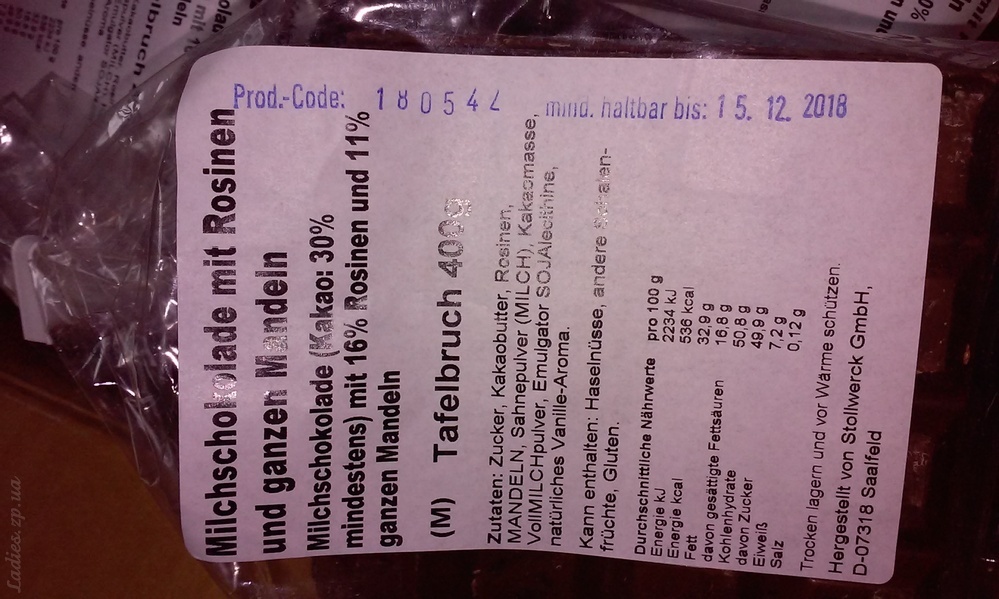 Prod.-Code: 180542 mind. haltbar bis: 15. 12. 2018
Milchschokolade mit Rosinen
und ganzen Mandeln
Milchschokolade (Kakao: 30%
mindestens) mit 16% Rosinen und 11%
ganzen Mandeln
(M) Tafelbruch 400g
Zutaten: Zucker, Kakaobutter, Rosinen,
MANDELN, Sahnepulver (MILCH), Kakaomasse,
VollMILCHpulver, Emulgator SOJAlecithine,
natürliches Vanille-Aroma.
Kann enthalten: Haselnüsse, andere Schalen-
früchte, Gluten.
Durchschnittliche Nährwerte pro 100 g
Energie kJ 2234 kJ
Energie kcal 536 kcal
Fett 32,9 g
davon gesättigte Fettsäuren 16,8 g
Kohlenhydrate 50,8 g
davon Zucker 49,9 g
Eiweiß 7,2 g
Salz 0,12 g
Trocken lagern und vor Wärme schützen.
Hergestellt von Stollwerck GmbH,
D-07318 Saalfeld
Ladies.zp.ua